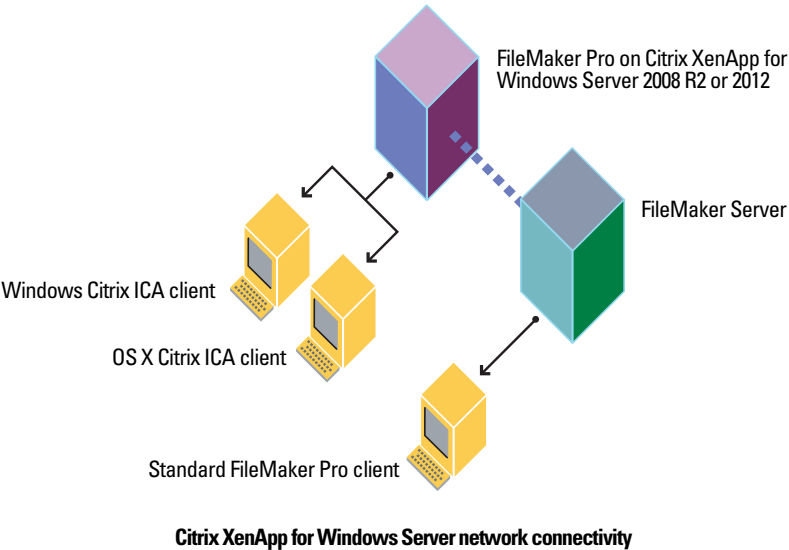 FileMaker Pro on Citrix XenApp for
Windows Server 2008 R2 or 2012
FileMaker Server
Windows Citrix ICA client
OS X Citrix ICA client
Standard FileMaker Pro client
Citrix XenApp for Windows Server network connectivity